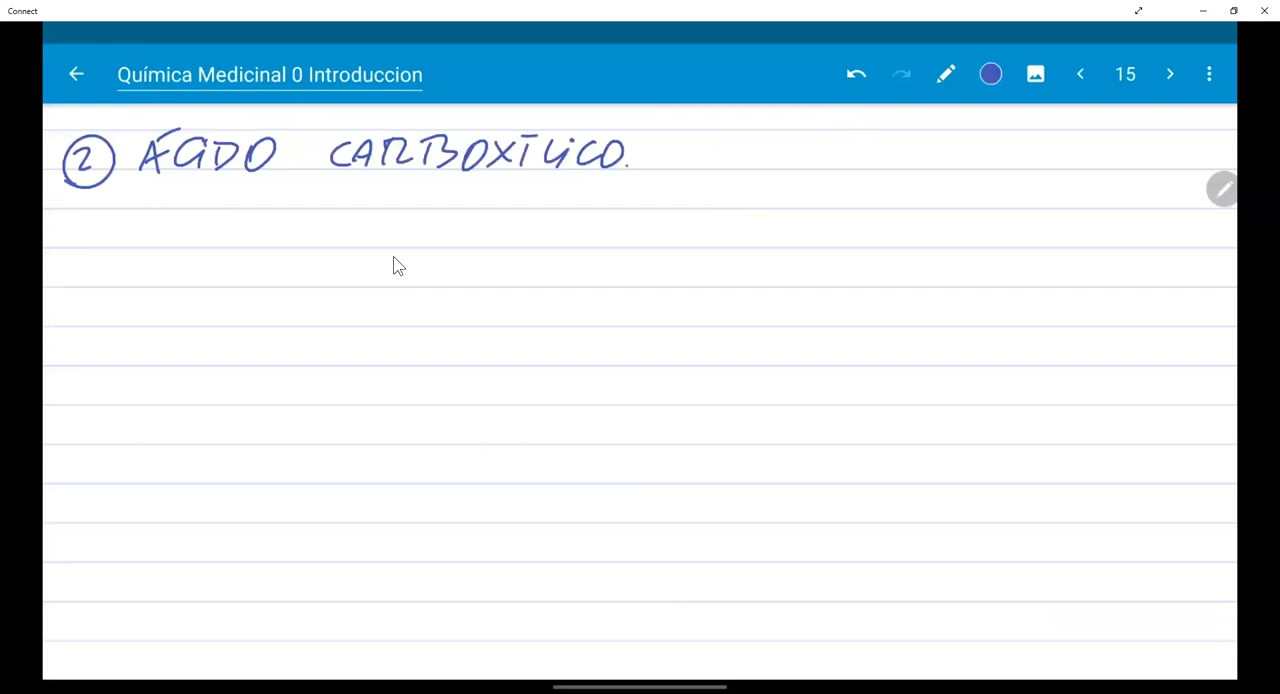 Connect
Química Medicinal 0 Introduccion
15
② ÁCIDO CARBOXÍLICO.